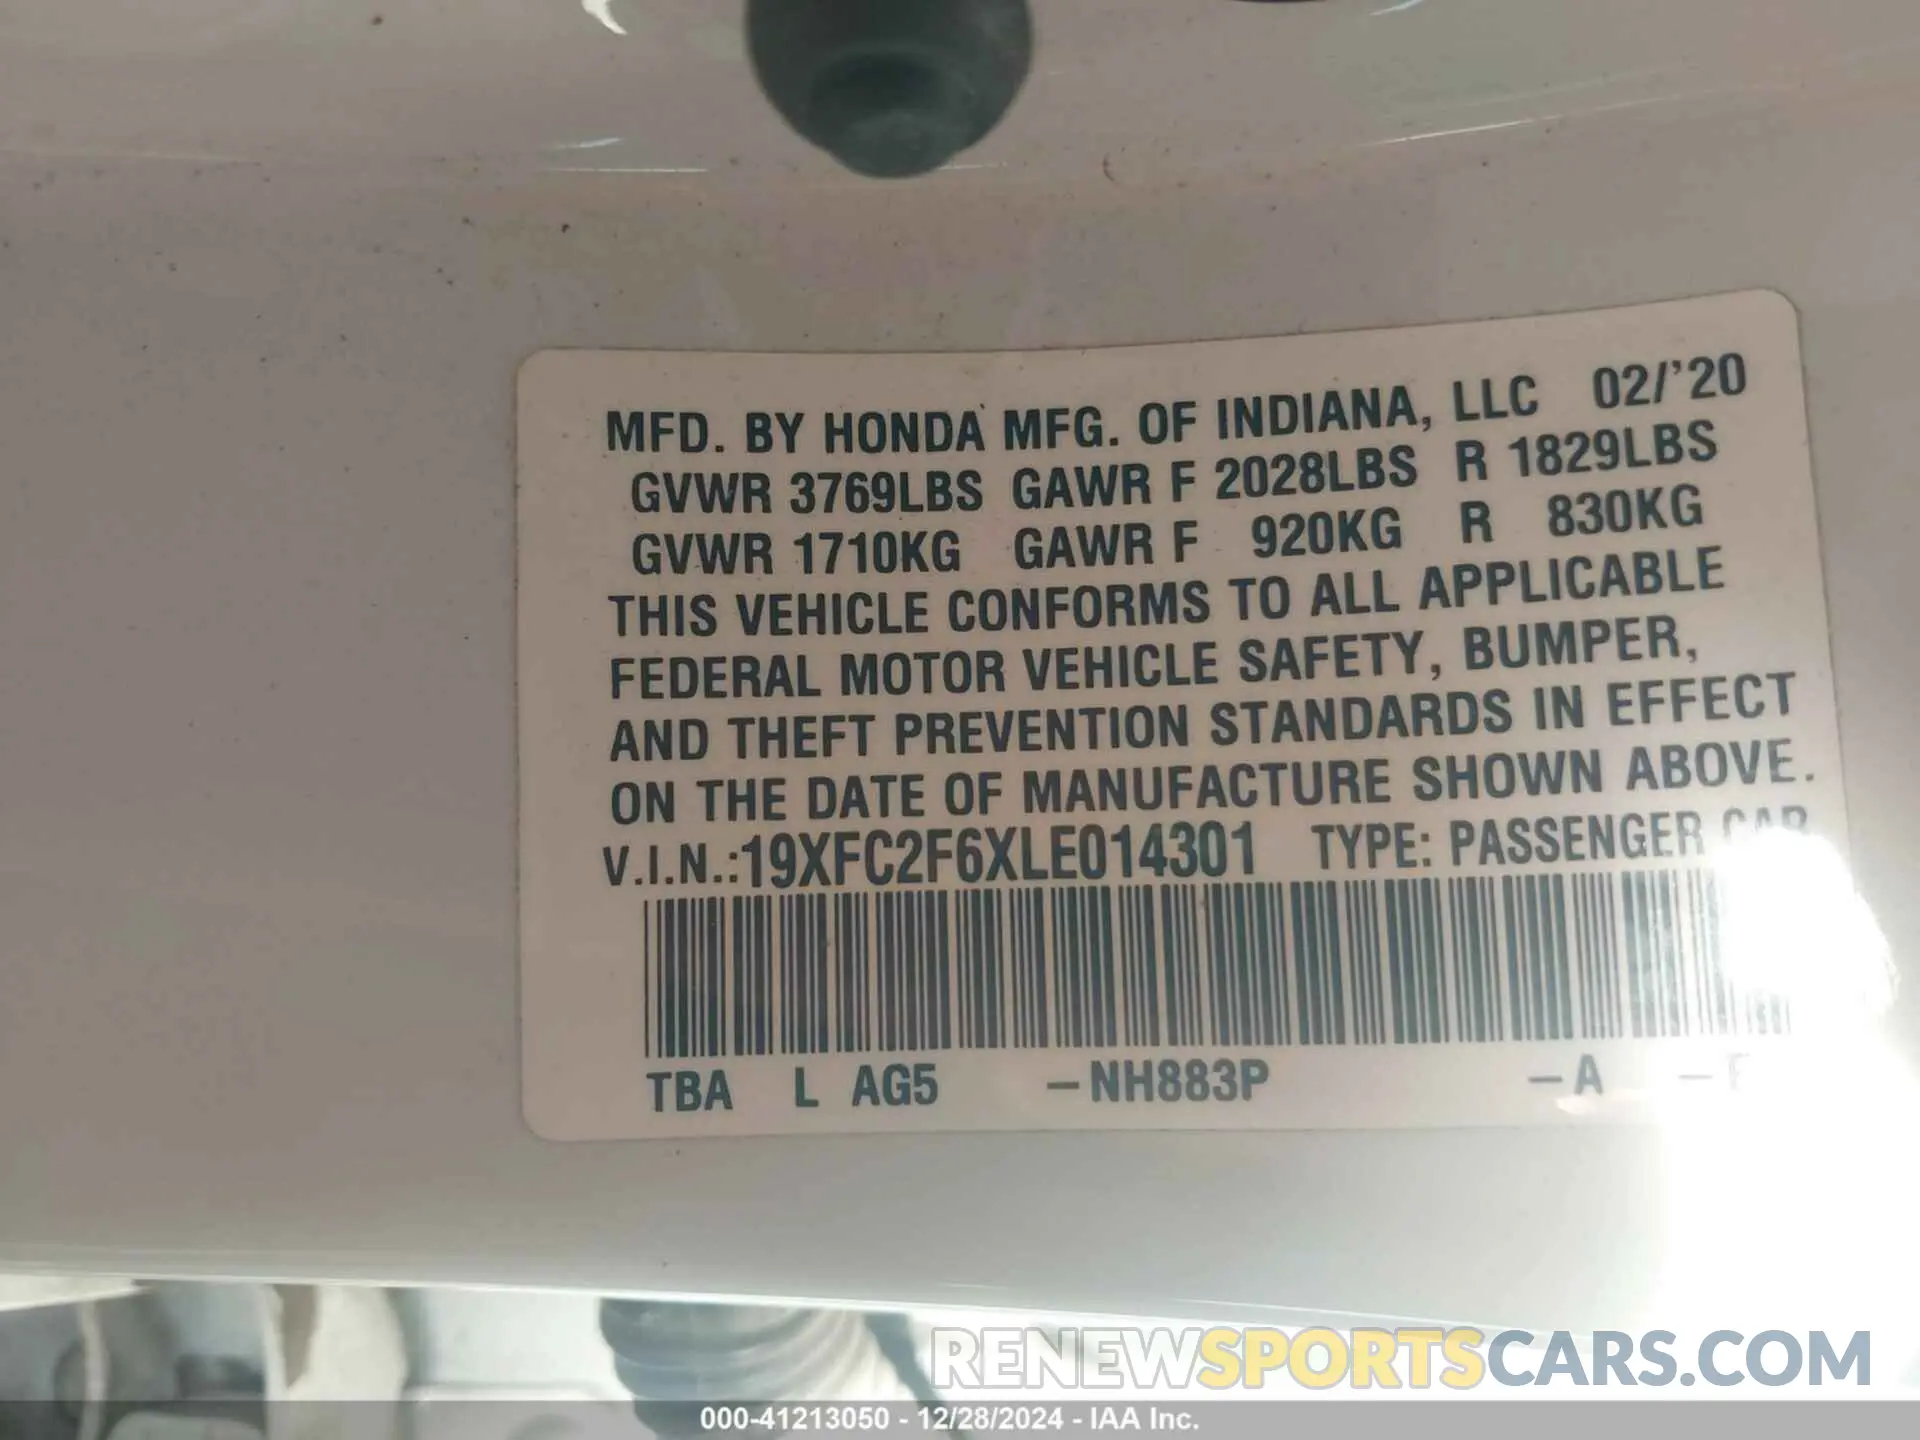 MFD. BY HONDA MFG. OF INDIANA, LLC 02/'20
GVWR 3769LBS GAWR F 2028LBS R 1829LBS
GVWR 1710KG GAWR F 920KG R 830KG
THIS VEHICLE CONFORMS TO ALL APPLICABLE
FEDERAL MOTOR VEHICLE SAFETY, BUMPER,
AND THEFT PREVENTION STANDARDS IN EFFECT
ON THE DATE OF MANUFACTURE SHOWN ABOVE.
V.I.N.:19XFC2F6XLE014301 TYPE: PASSENGER CAR
TBA L AG5 -NH883P -A
RENEWSPORTSCARS.COM
000-41213050 - 12/28/2024 - IAA Inc.